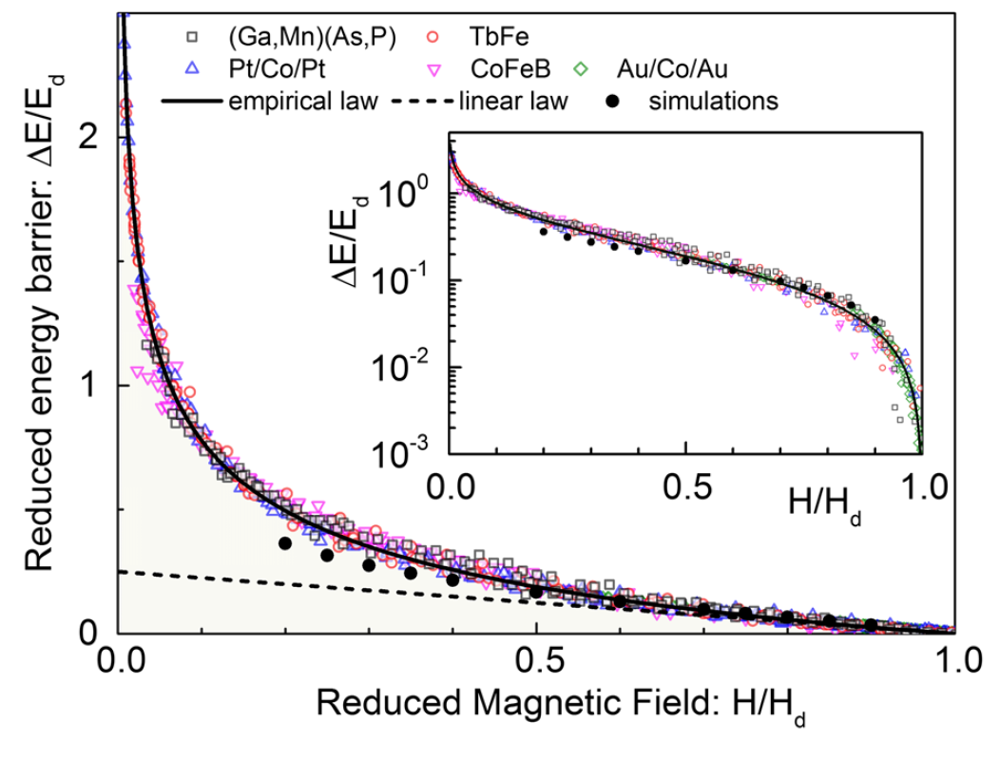 (Ga,Mn)(As,P) TbFe
Pt/Co/Pt CoFeB Au/Co/Au
empirical law linear law simulations
Reduced energy barrier: ΔE/E_d
2
1
0
0.0 0.5 1.0
Reduced Magnetic Field: H/H_d
ΔE/E_d
10^0
10^-1
10^-2
10^-3
0.0 0.5 1.0
H/H_d